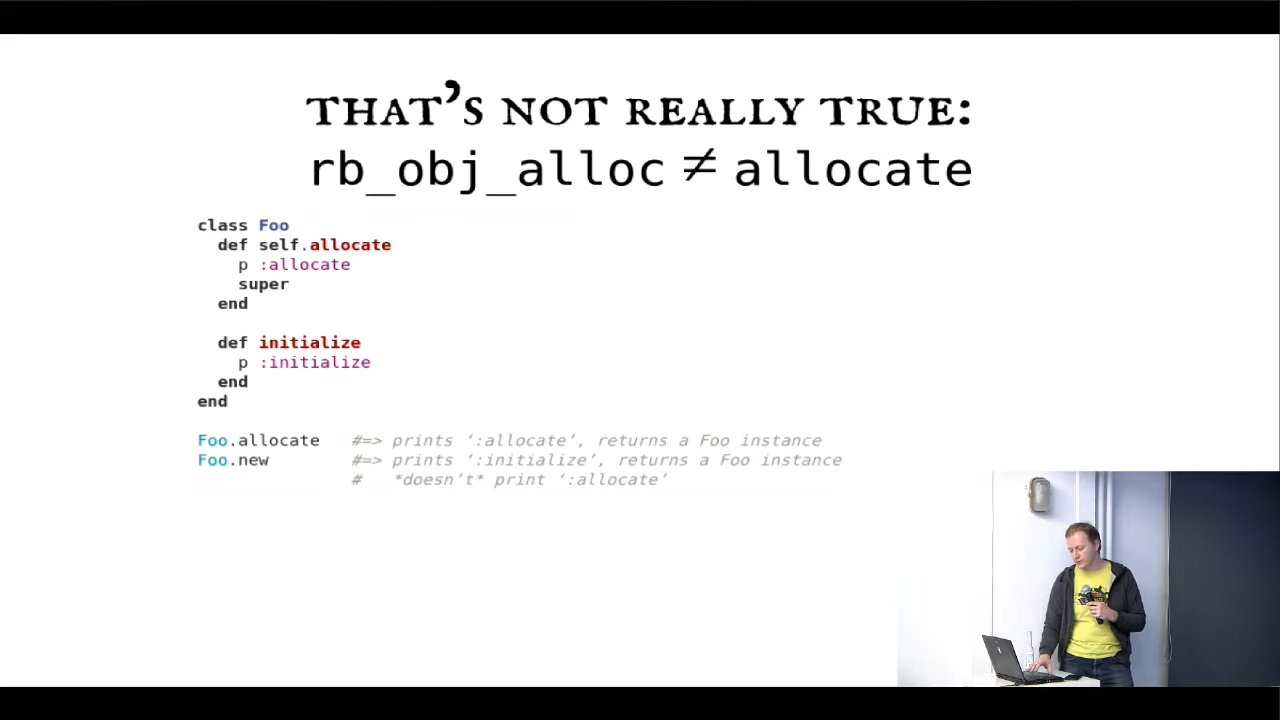 THAT’S NOT REALLY TRUE:
rb_obj_alloc ≠ allocate
class Foo
  def self.allocate
    p :allocate
    super
  end
  def initialize
    p :initialize
  end
end
Foo.allocate   #=> prints ‘:allocate’, returns a Foo instance
Foo.new        #=> prints ‘:initialize’, returns a Foo instance
               #   *doesn’t* print ‘:allocate’